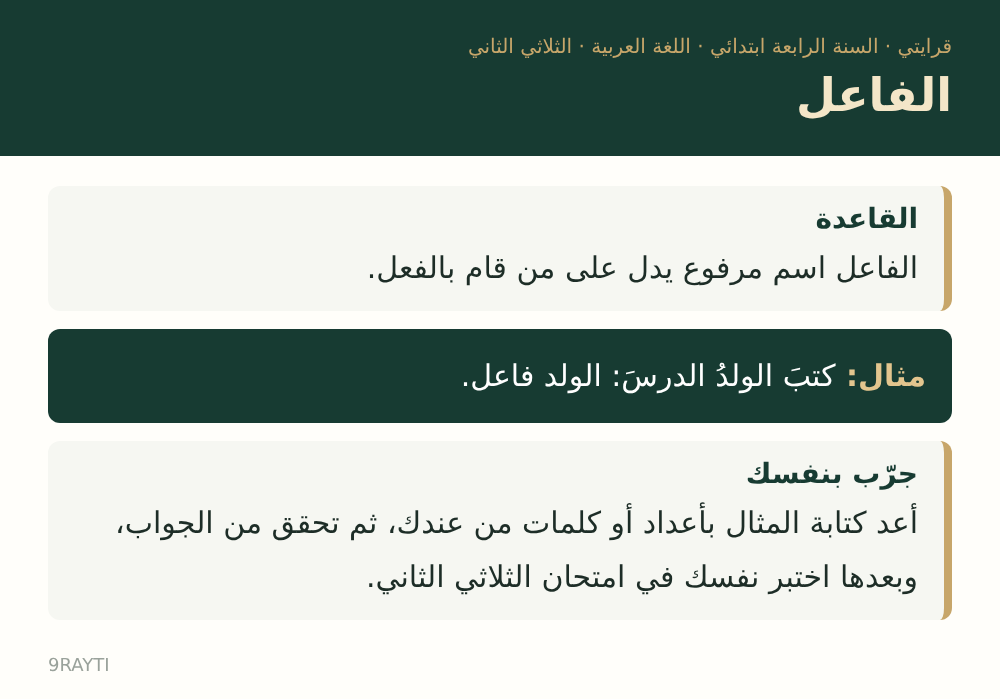 قرايتي · السنة الرابعة ابتدائي · اللغة العربية · الثلاثي الثاني
الفاعل
القاعدة
الفاعل اسم مرفوع يدل على من قام بالفعل.
مثال: كتبَ الولدُ الدرسَ: الولد فاعل.
جرّب بنفسك
أعد كتابة المثال بأعداد أو كلمات من عندك، ثم تحقق من الجواب،
وبعدها اختبر نفسك في امتحان الثلاثي الثاني.
9RAYTI